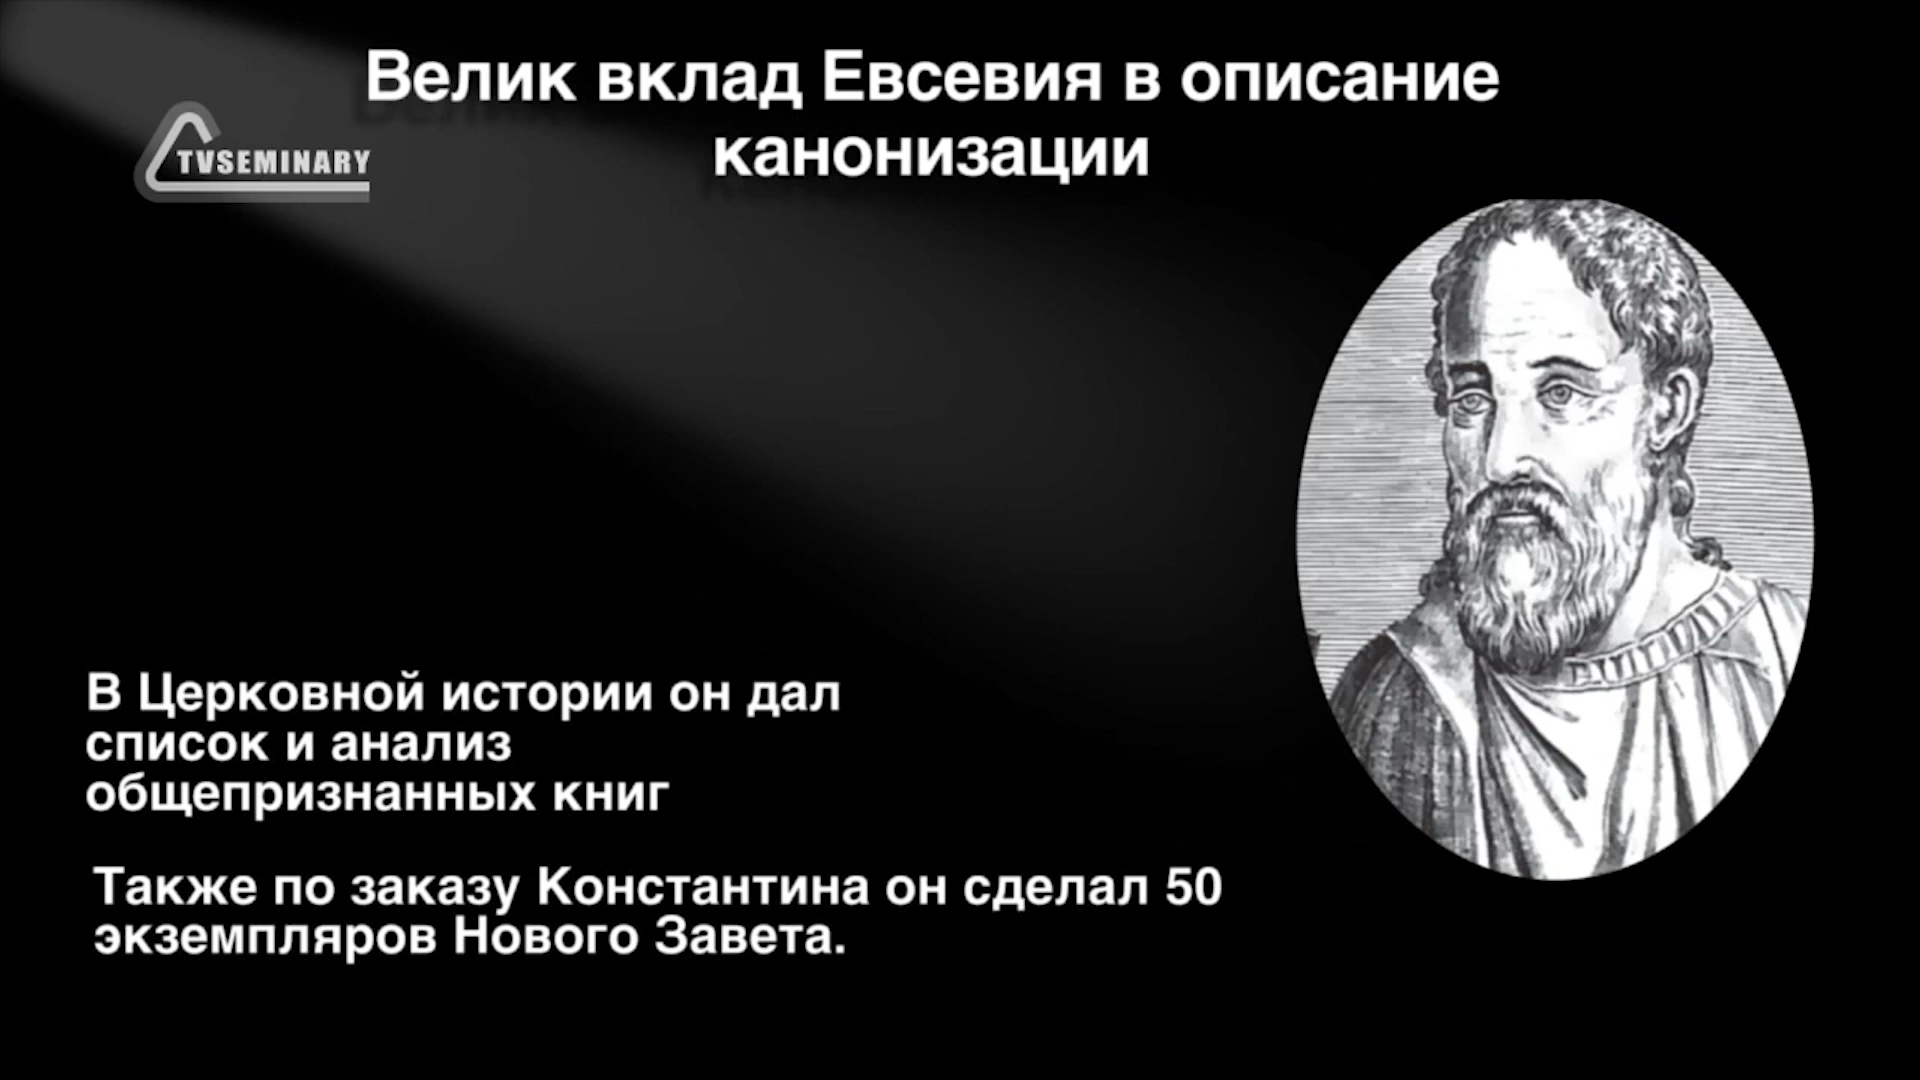 Велик вклад Евсевия в описание
канонизации
TVSEMINARY
В Церковной истории он дал
список и анализ
общепризнанных книг
Также по заказу Константина он сделал 50
экземпляров Нового Завета.